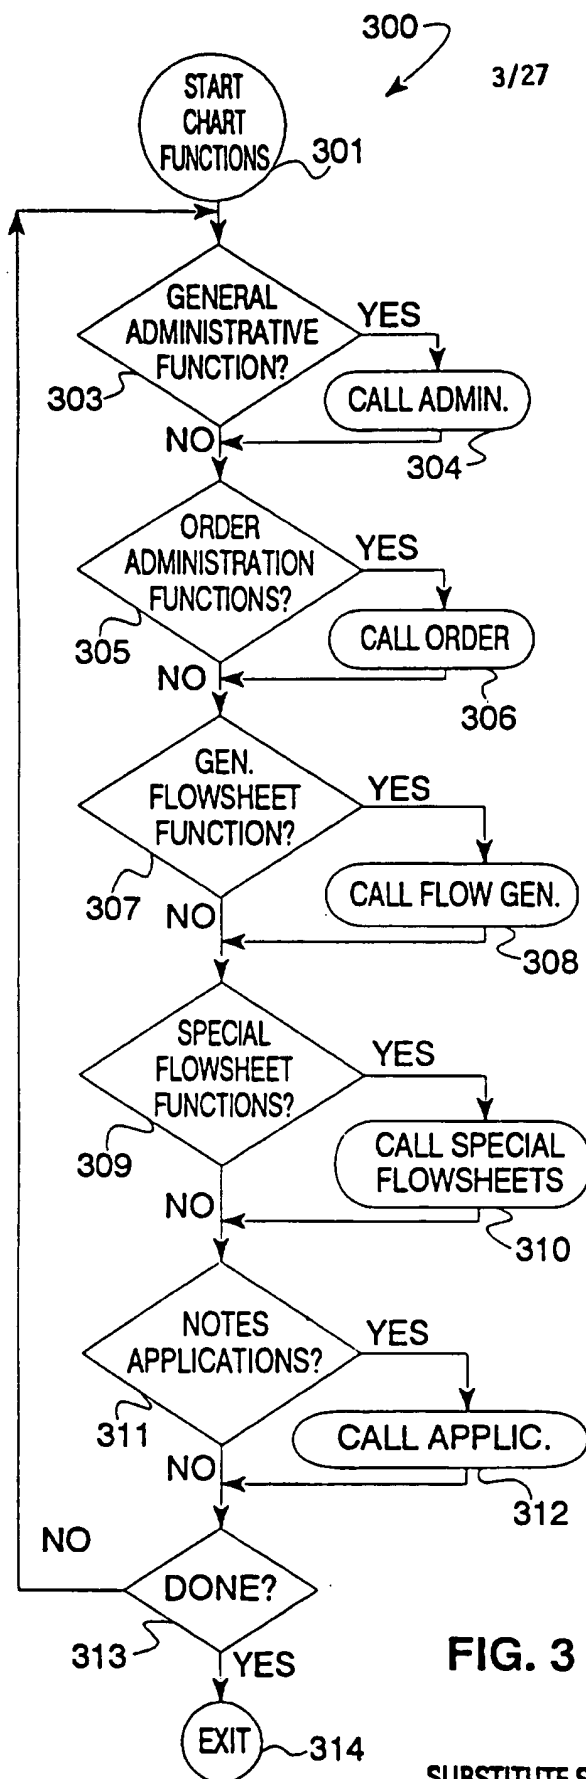 300
3/27
START
CHART
FUNCTIONS
301
GENERAL
ADMINISTRATIVE
FUNCTION?
YES
303
CALL ADMIN.
NO
304
ORDER
ADMINISTRATION
FUNCTIONS?
YES
305
CALL ORDER
NO
306
GEN.
FLOWSHEET
FUNCTION?
YES
307
CALL FLOW GEN.
NO
308
SPECIAL
FLOWSHEET
FUNCTIONS?
YES
309
CALL SPECIAL
FLOWSHEETS
NO
310
NOTES
APPLICATIONS?
YES
311
CALL APPLIC.
NO
312
NO
DONE?
313
YES
FIG. 3
EXIT
314
SUBSTITUTE S